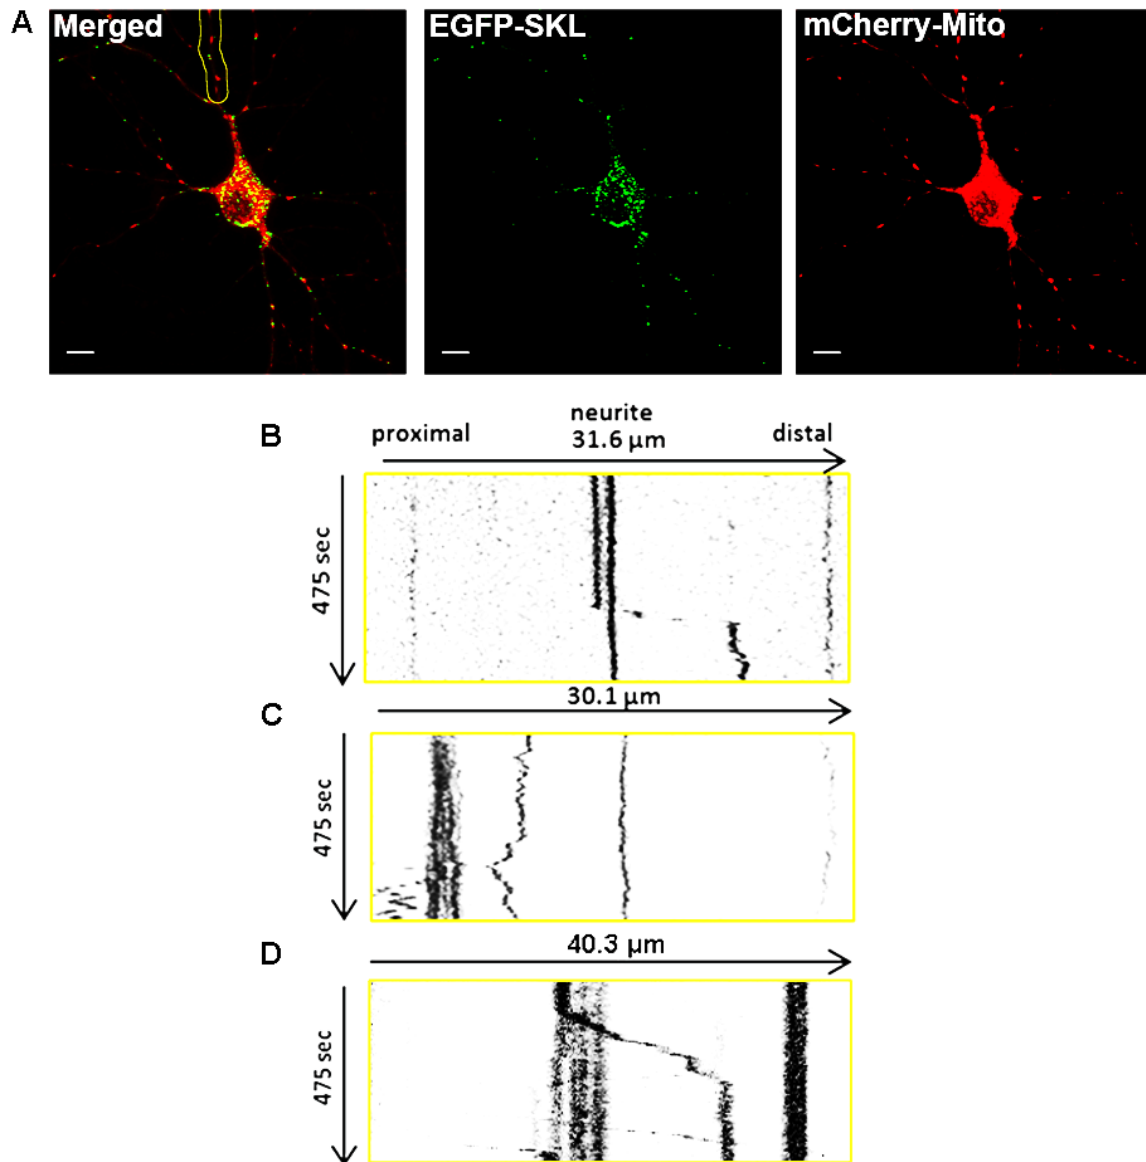 A
Merged
EGFP-SKL
mCherry-Mito
B
proximal
neurite
31.6 µm
distal
475 sec
C
30.1 µm
475 sec
D
40.3 µm
475 sec